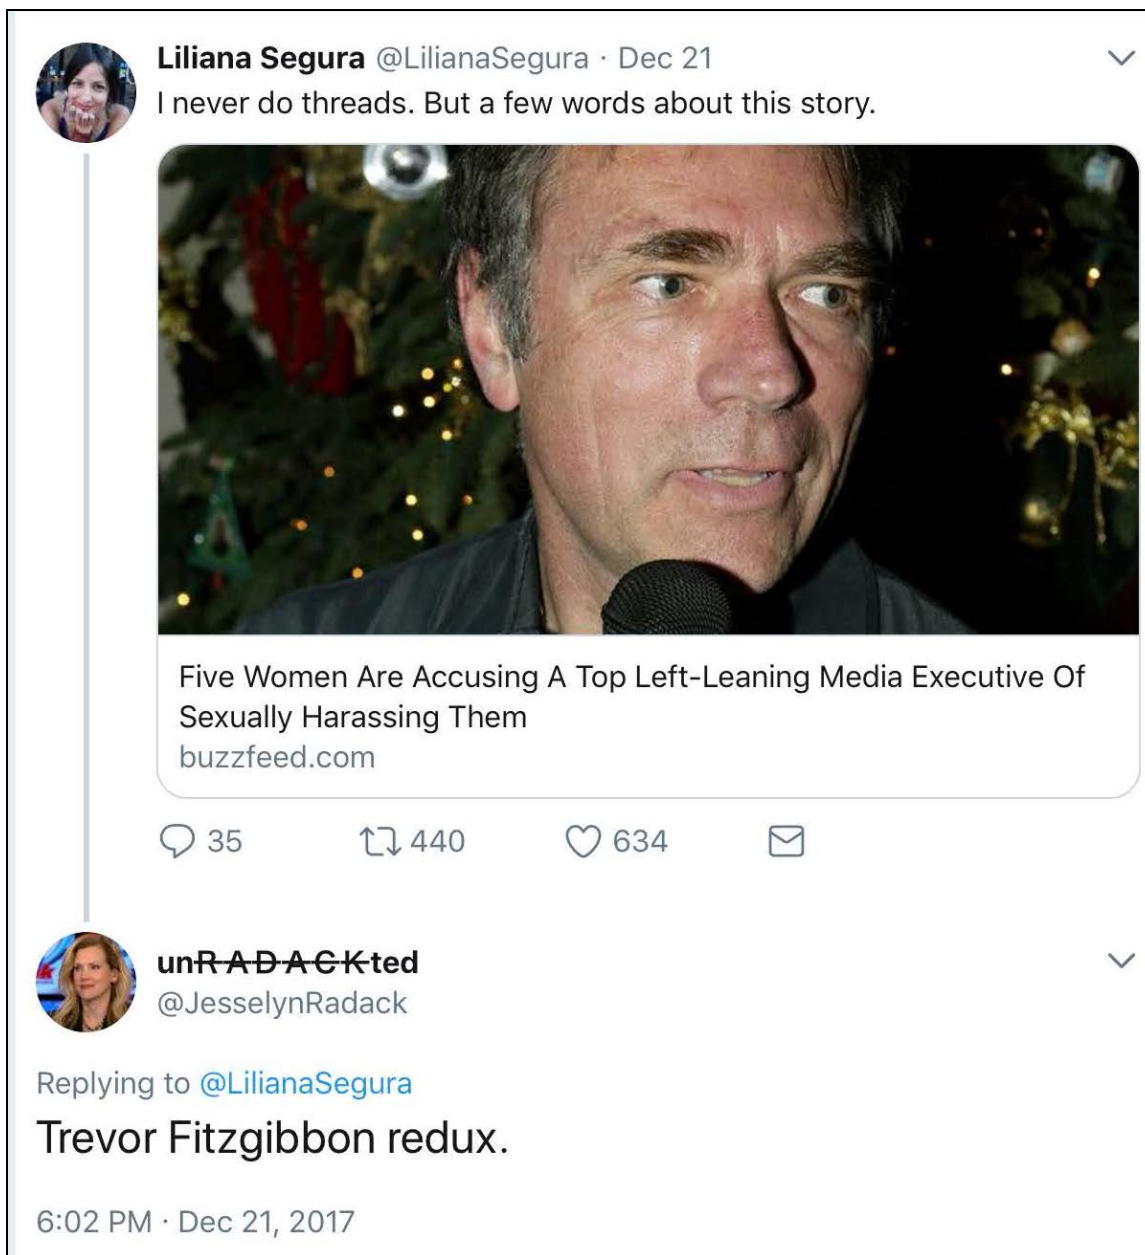 Liliana Segura @LilianaSegura · Dec 21
I never do threads. But a few words about this story.
Five Women Are Accusing A Top Left-Leaning Media Executive Of
Sexually Harassing Them
buzzfeed.com
35 440 634
unRADACKted
@JesselynRadack
Replying to @LilianaSegura
Trevor Fitzgibbon redux.
6:02 PM · Dec 21, 2017